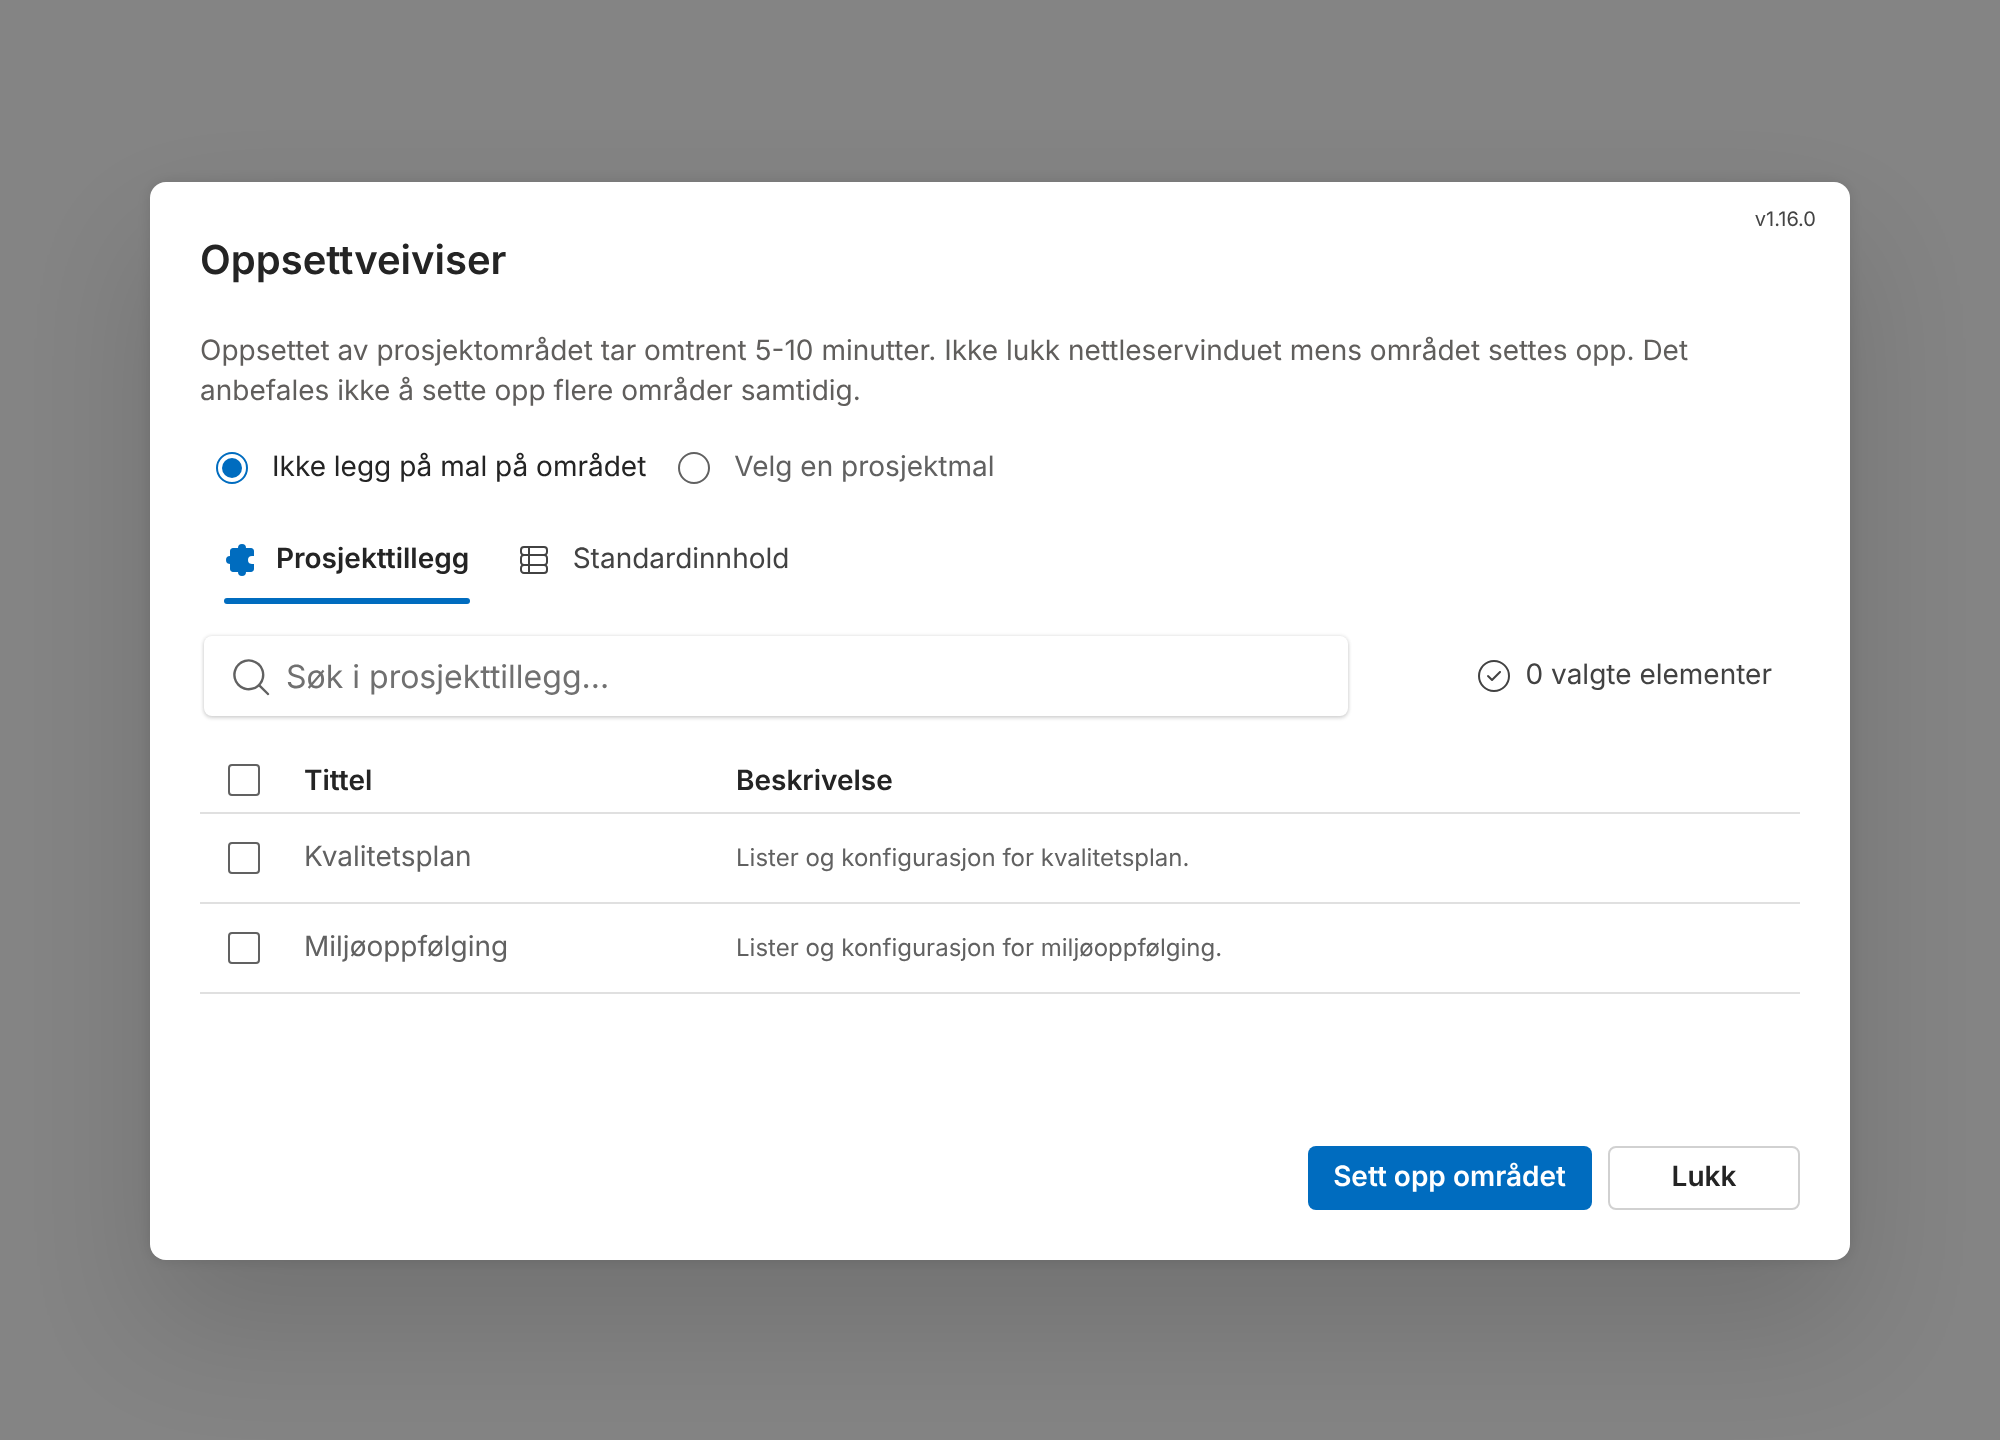 v1.16.0
Oppsettveiviser
Oppsettet av prosjektområdet tar omtrent 5-10 minutter. Ikke lukk nettleservinduet mens området settes opp. Det
anbefales ikke å sette opp flere områder samtidig.
Ikke legg på mal på området Velg en prosjektmal
Prosjekttillegg Standardinnhold
Søk i prosjekttillegg... 0 valgte elementer
Tittel Beskrivelse
Kvalitetsplan Lister og konfigurasjon for kvalitetsplan.
Miljøoppfølging Lister og konfigurasjon for miljøoppfølging.
Sett opp området Lukk